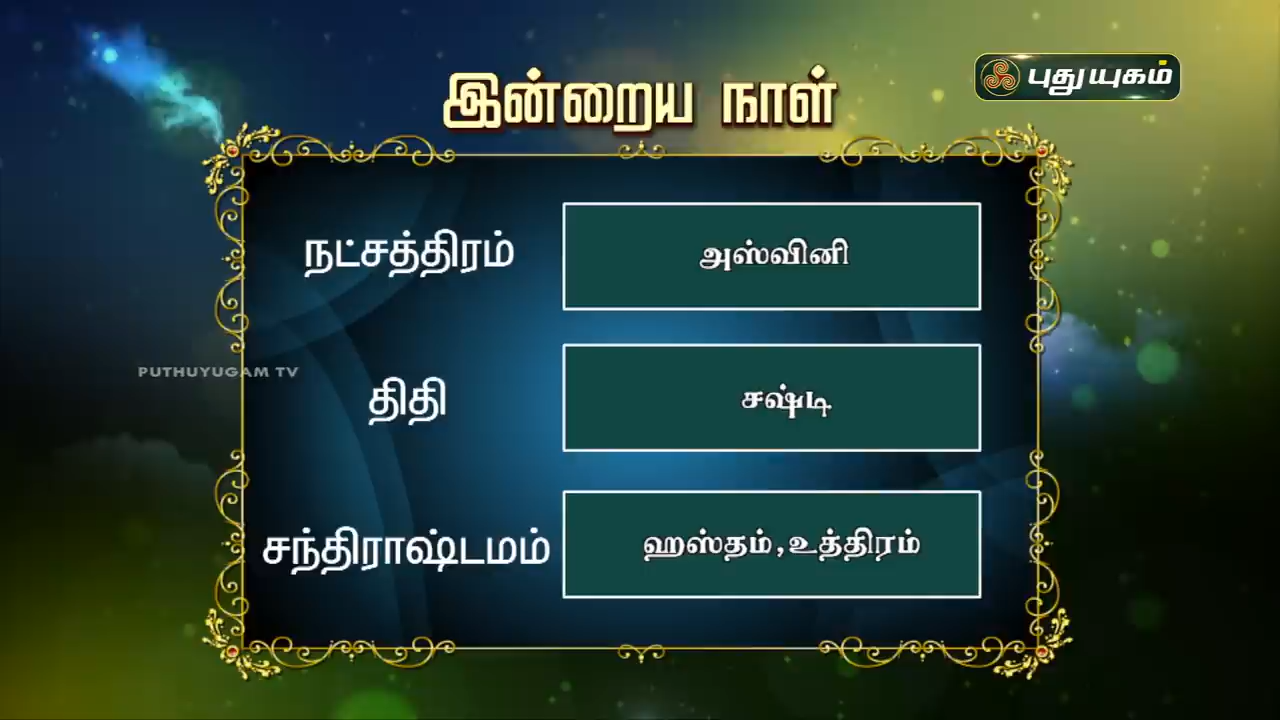 இன்றைய நாள்
புதுயுகம்
நட்சத்திரம்
அஸ்வினி
PUTHUYUGAM TV
திதி
சஷ்டி
சந்திராஷ்டமம்
ஹஸ்தம்,உத்திரம்